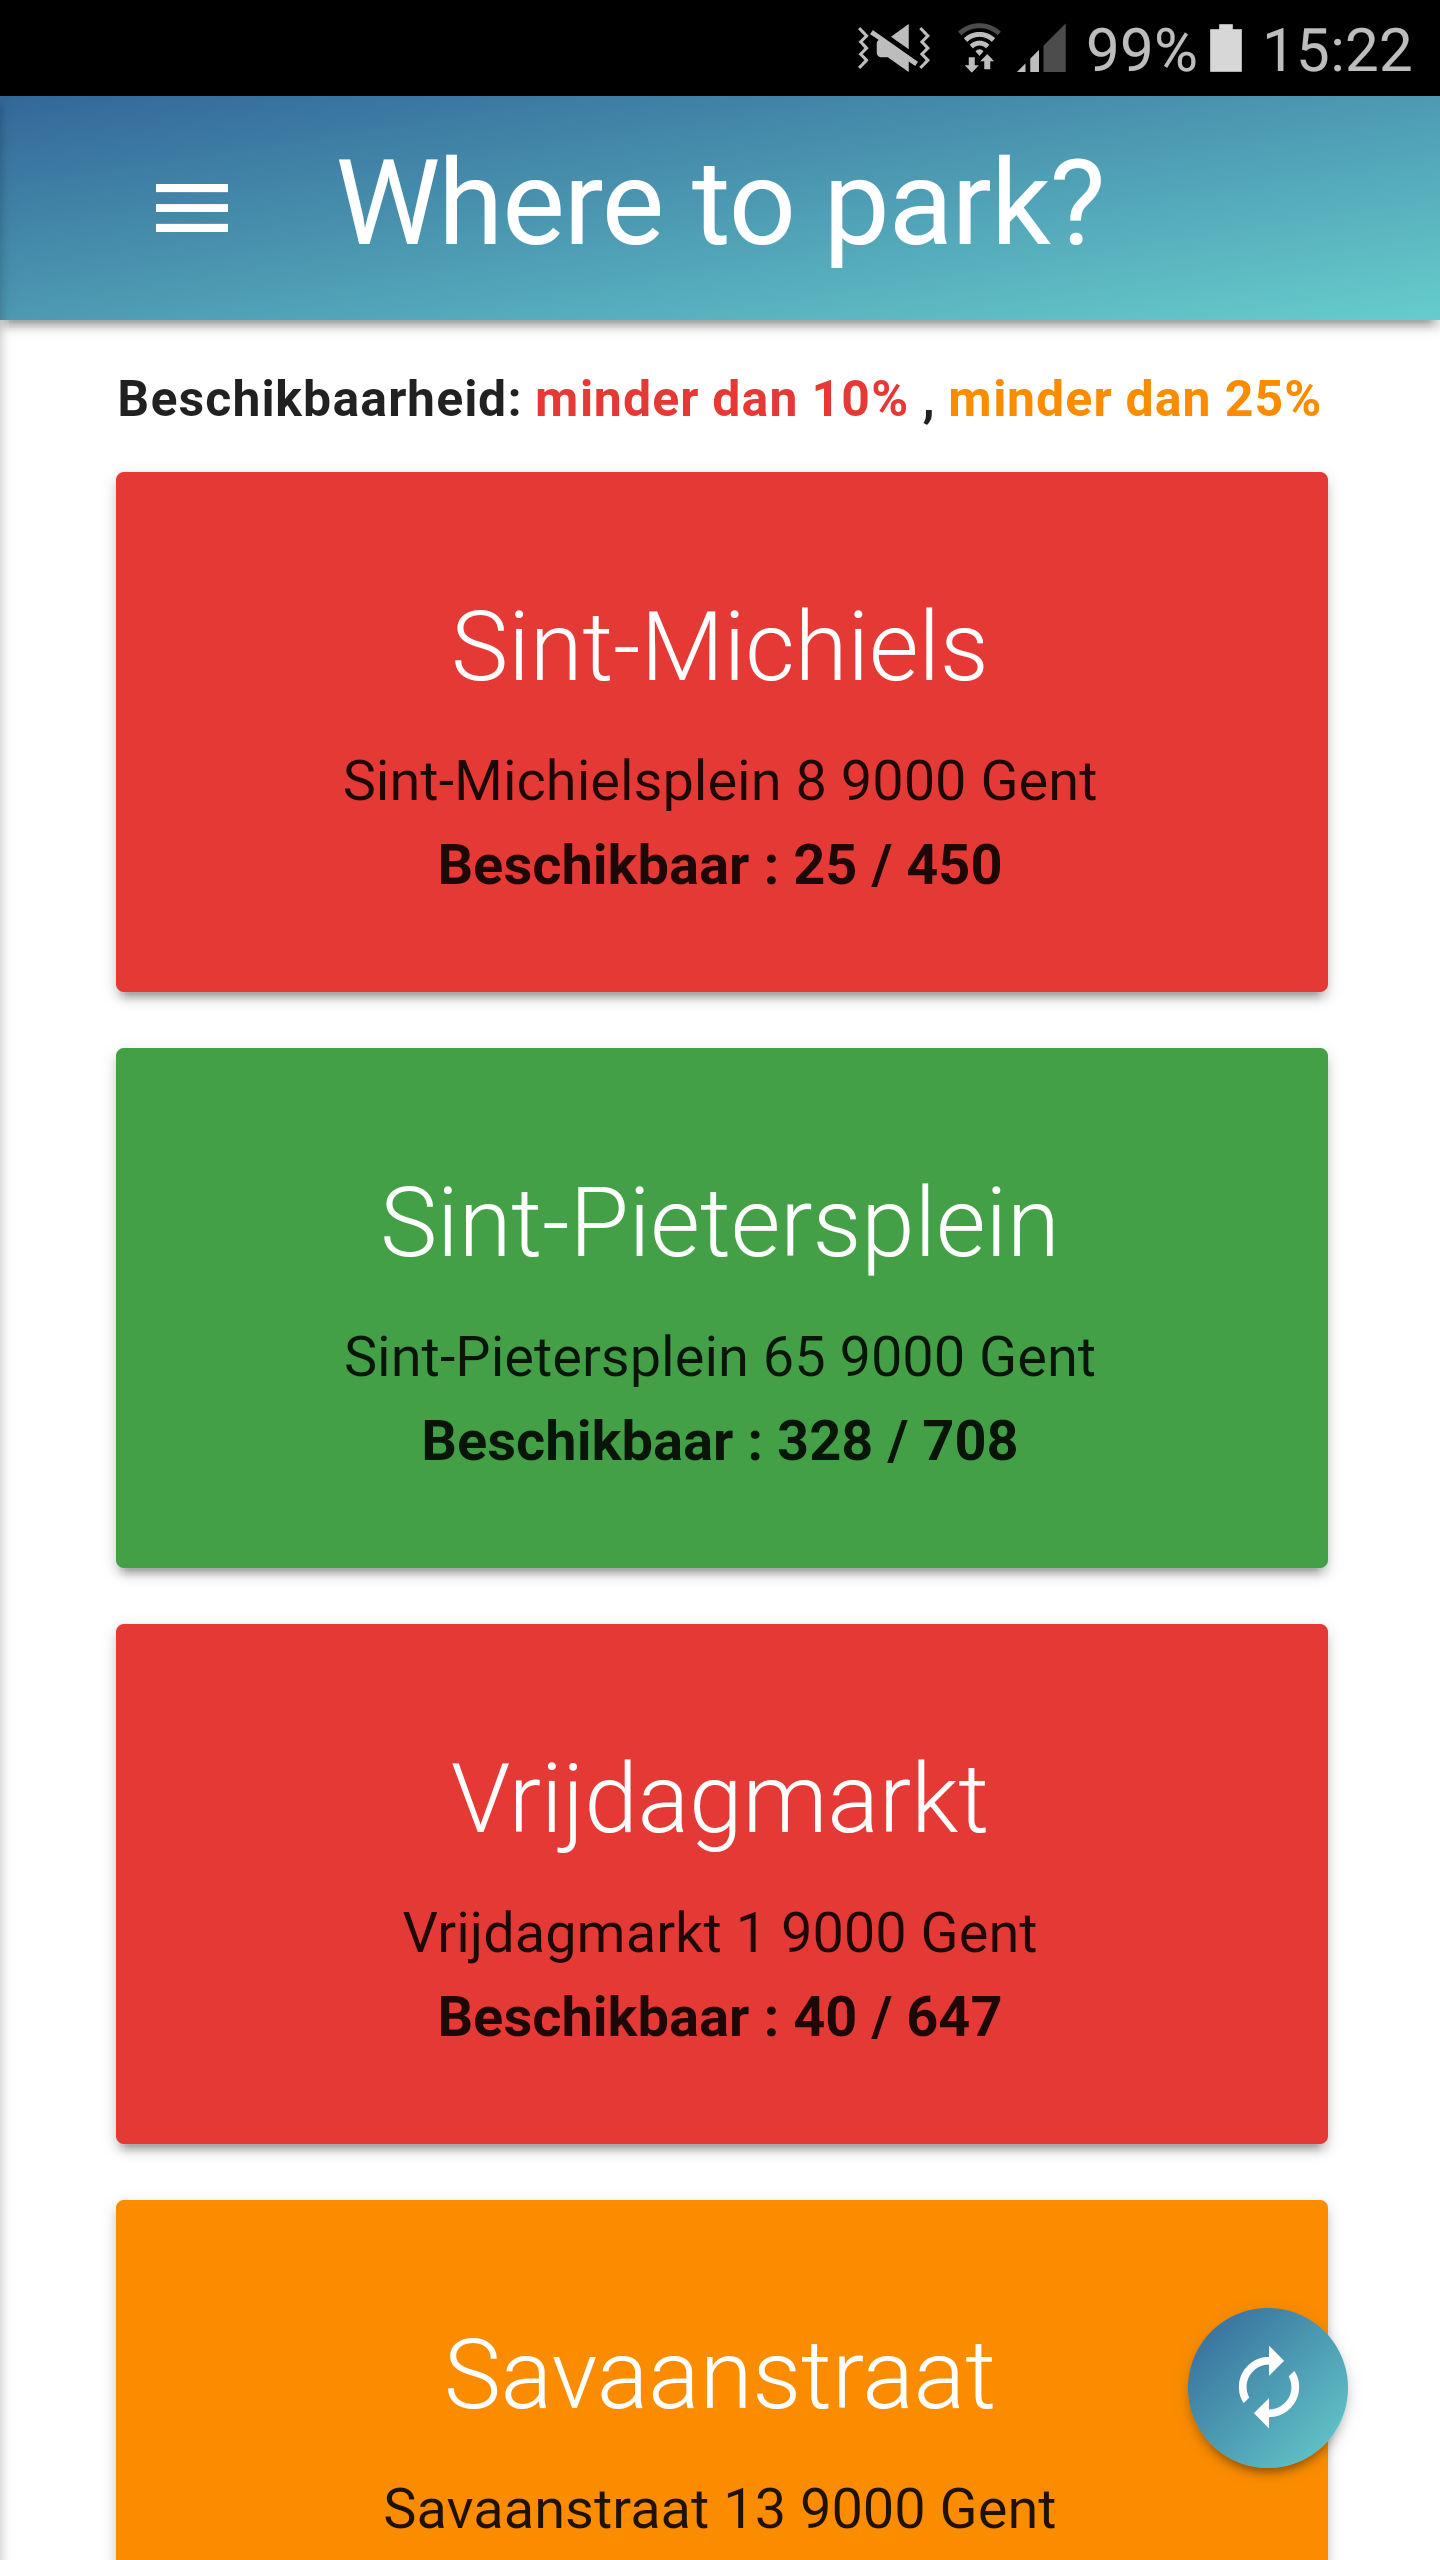 99% 15:22
Where to park?
Beschikbaarheid: minder dan 10% , minder dan 25%
Sint-Michiels
Sint-Michielsplein 8 9000 Gent
Beschikbaar : 25 / 450
Sint-Pietersplein
Sint-Pietersplein 65 9000 Gent
Beschikbaar : 328 / 708
Vrijdagmarkt
Vrijdagmarkt 1 9000 Gent
Beschikbaar : 40 / 647
Savaanstraat
Savaanstraat 13 9000 Gent